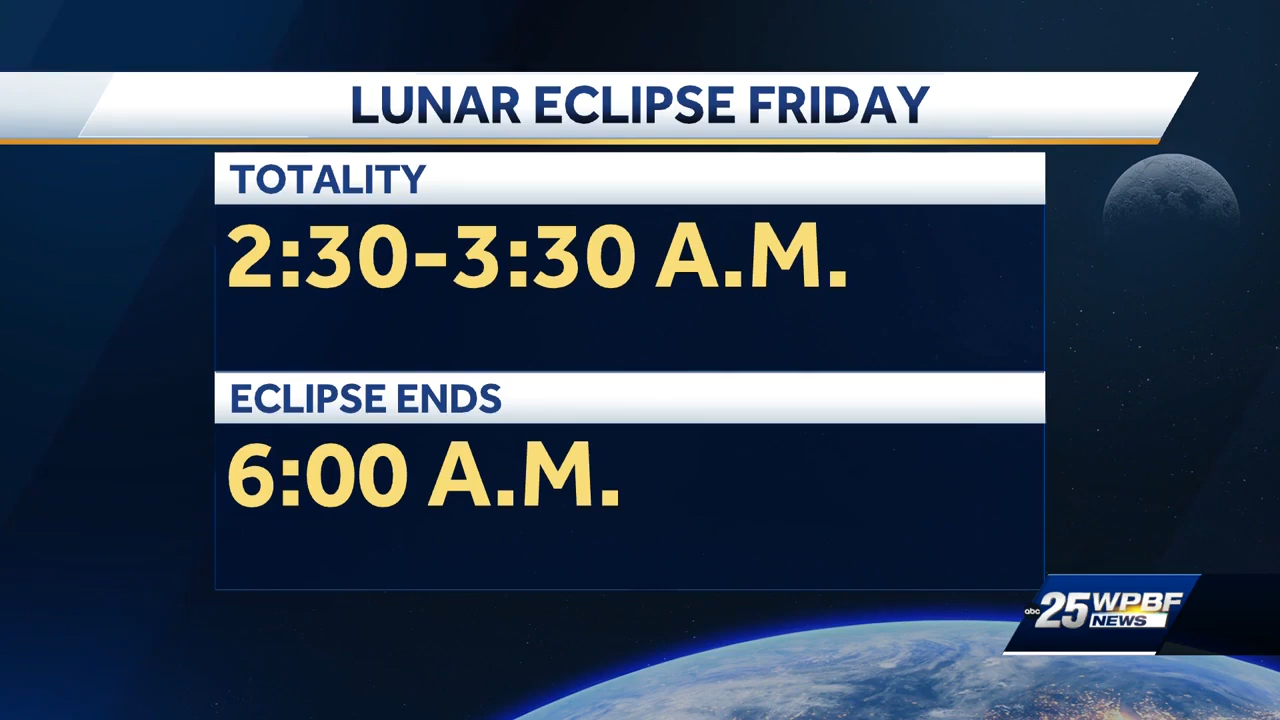 LUNAR ECLIPSE FRIDAY
TOTALITY
2:30-3:30 A.M.
ECLIPSE ENDS
6:00 A.M.
abc 25 WPBF
NEWS